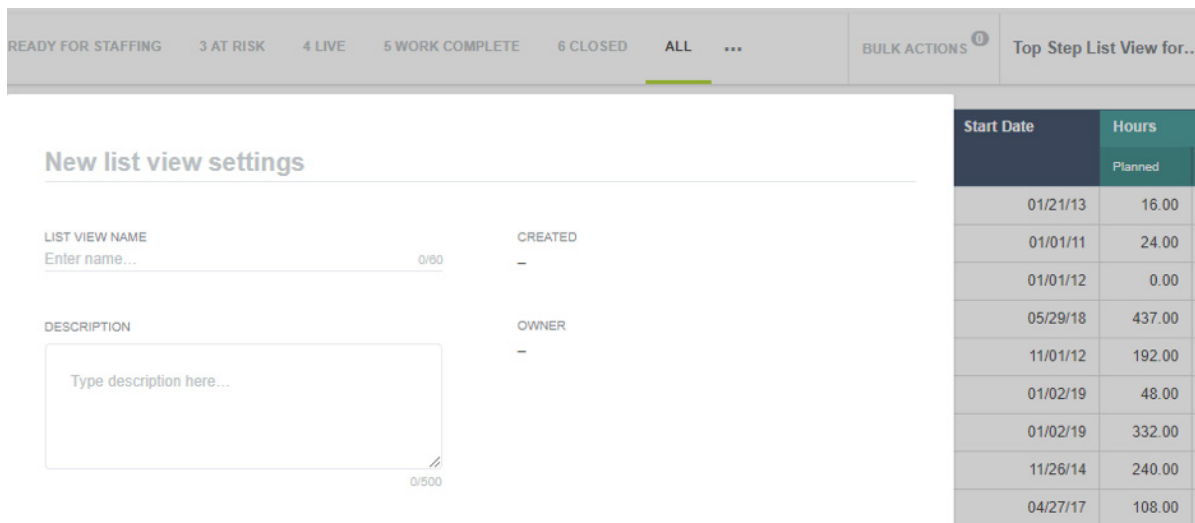 READY FOR STAFFING 3 AT RISK 4 LIVE 5 WORK COMPLETE 6 CLOSED ALL ... BULK ACTIONS 0 Top Step List View for...
New list view settings
LIST VIEW NAME
Enter name...
0/60
CREATED
–
DESCRIPTION
Type description here...
0/500
OWNER
–
Start Date Hours
Planned
01/21/13 16.00
01/01/11 24.00
01/01/12 0.00
05/29/18 437.00
11/01/12 192.00
01/02/19 48.00
01/02/19 332.00
11/26/14 240.00
04/27/17 108.00